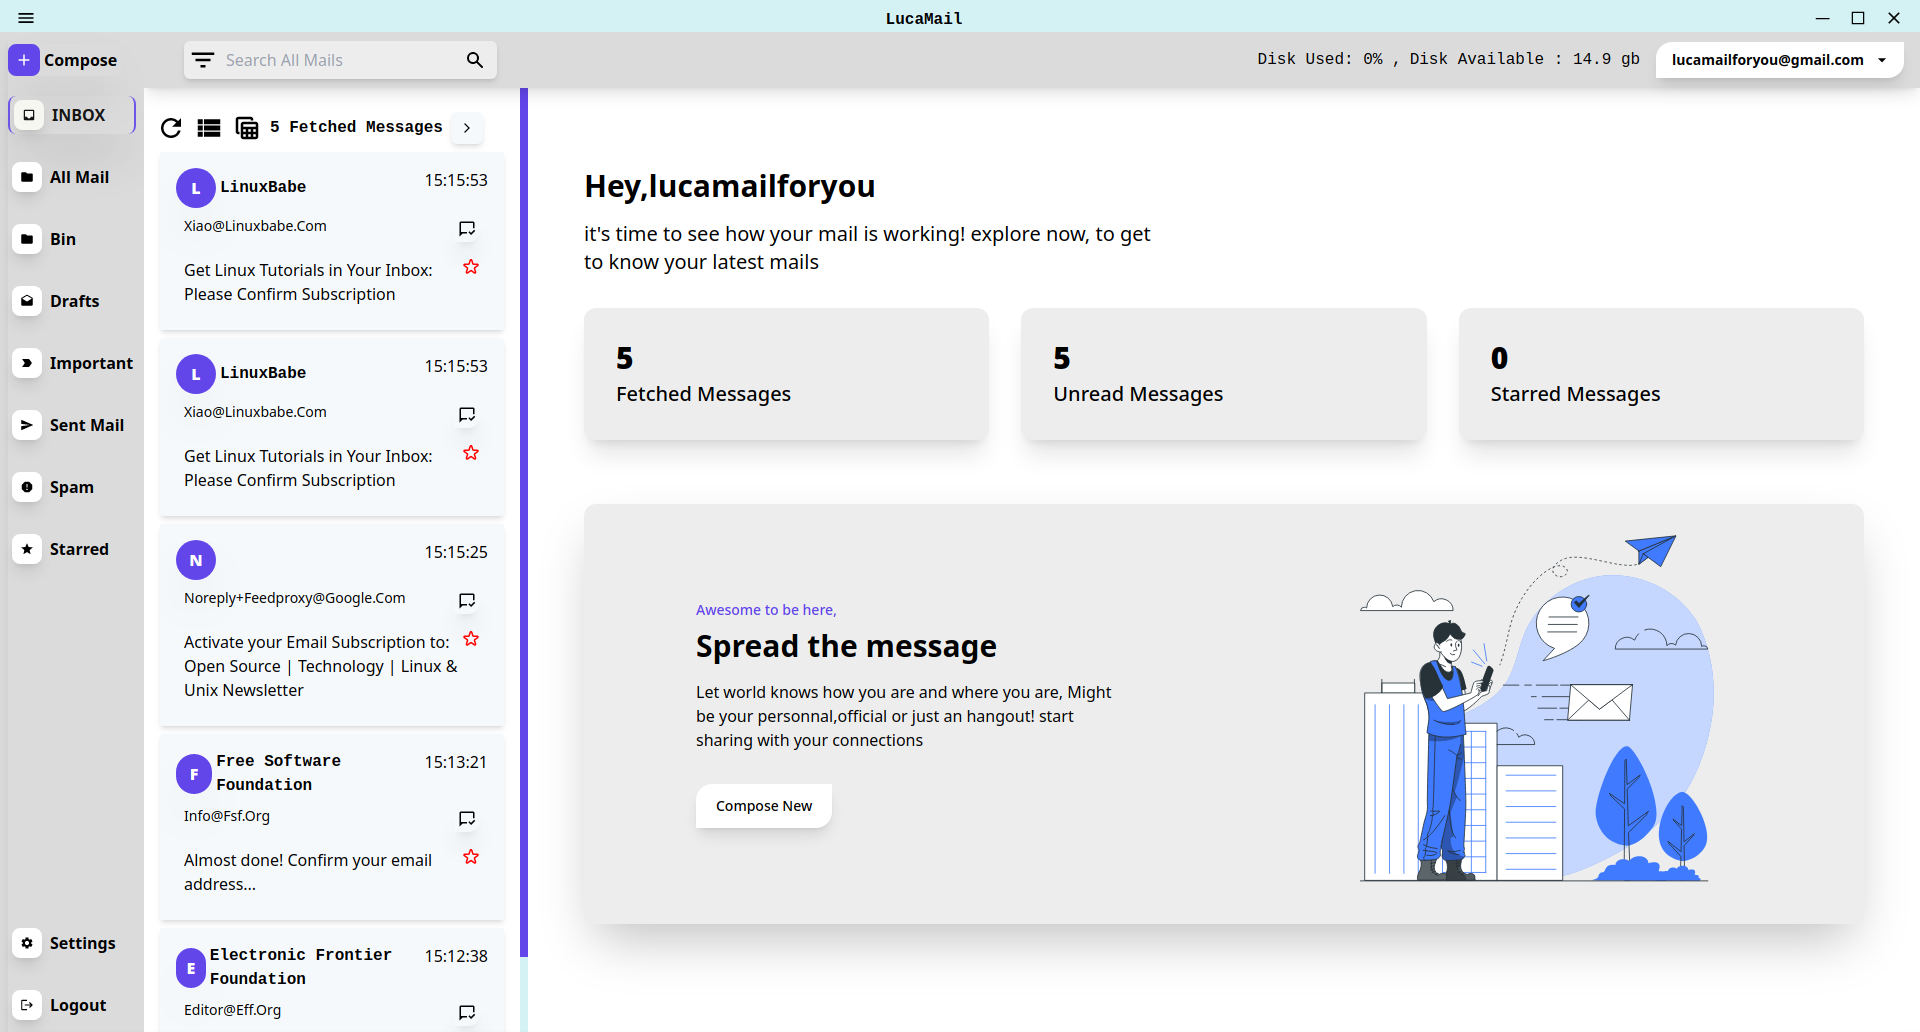 LucaMail
Compose
Search All Mails
Disk Used: 0% , Disk Available : 14.9 gb
lucamailforyou@gmail.com
INBOX
All Mail
Bin
Drafts
Important
Sent Mail
Spam
Starred
Settings
Logout
5 Fetched Messages
L
LinuxBabe
15:15:53
Xiao@Linuxbabe.Com
Get Linux Tutorials in Your Inbox:
Please Confirm Subscription
L
LinuxBabe
15:15:53
Xiao@Linuxbabe.Com
Get Linux Tutorials in Your Inbox:
Please Confirm Subscription
N
15:15:25
Noreply+Feedproxy@Google.Com
Activate your Email Subscription to:
Open Source | Technology | Linux &
Unix Newsletter
F
Free Software
Foundation
15:13:21
Info@Fsf.Org
Almost done! Confirm your email
address...
E
Electronic Frontier
Foundation
15:12:38
Editor@Eff.Org
Hey,lucamailforyou
it's time to see how your mail is working! explore now, to get
to know your latest mails
5
Fetched Messages
5
Unread Messages
0
Starred Messages
Awesome to be here,
Spread the message
Let world knows how you are and where you are, Might
be your personnal,official or just an hangout! start
sharing with your connections
Compose New